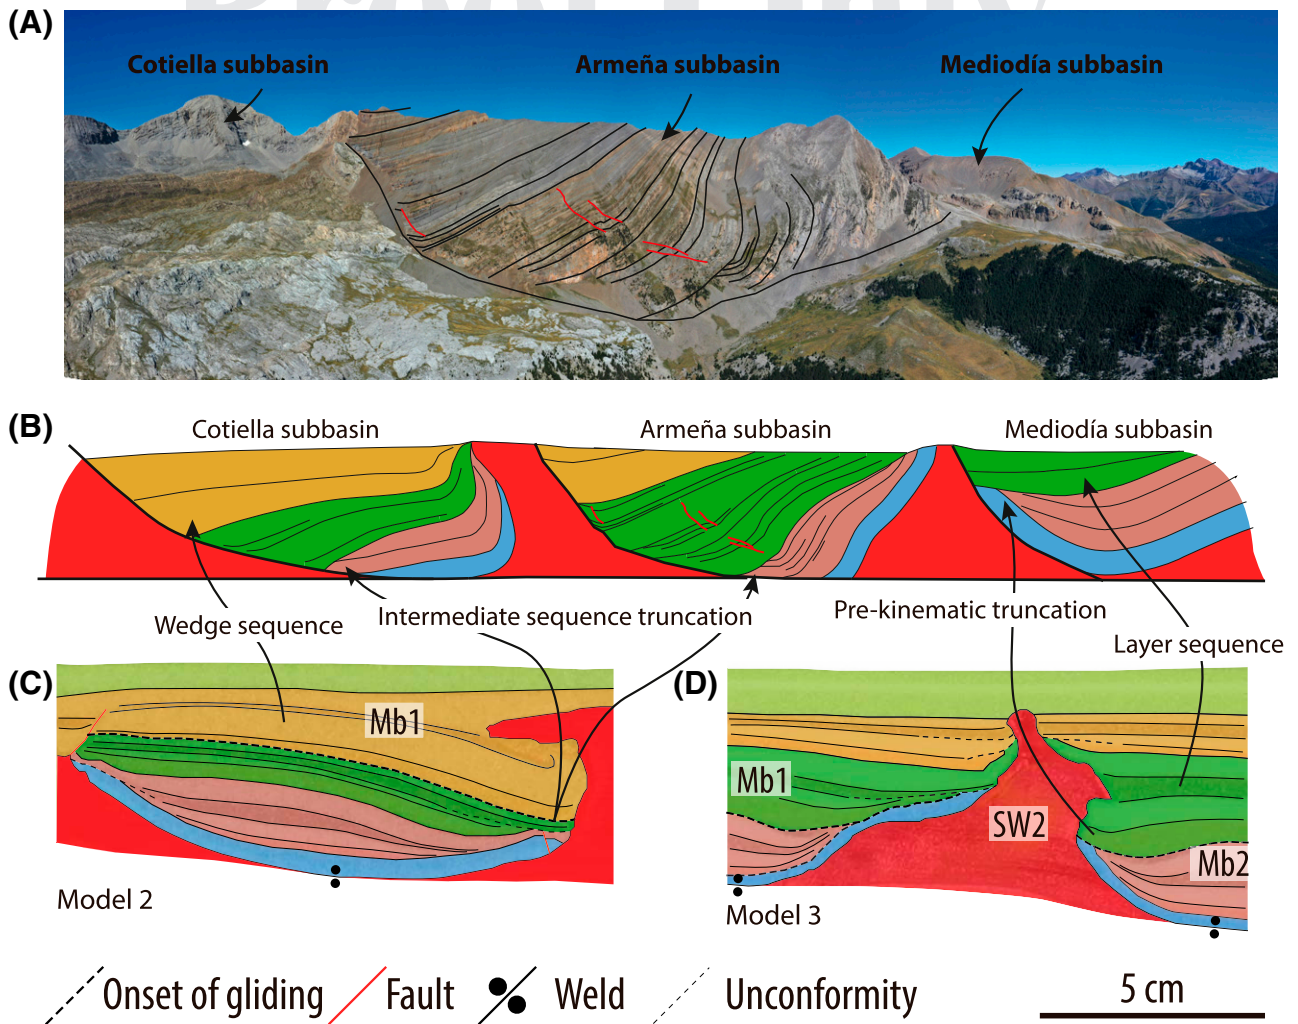 (A)
Cotiella subbasin
Armeña subbasin
Mediodía subbasin
(B)
Cotiella subbasin
Armeña subbasin
Mediodía subbasin
Wedge sequence
Intermediate sequence truncation
Pre-kinematic truncation
Layer sequence
(C)
Mb1
Model 2
(D)
Mb1
SW2
Mb2
Model 3
Onset of gliding
Fault
Weld
Unconformity
5 cm